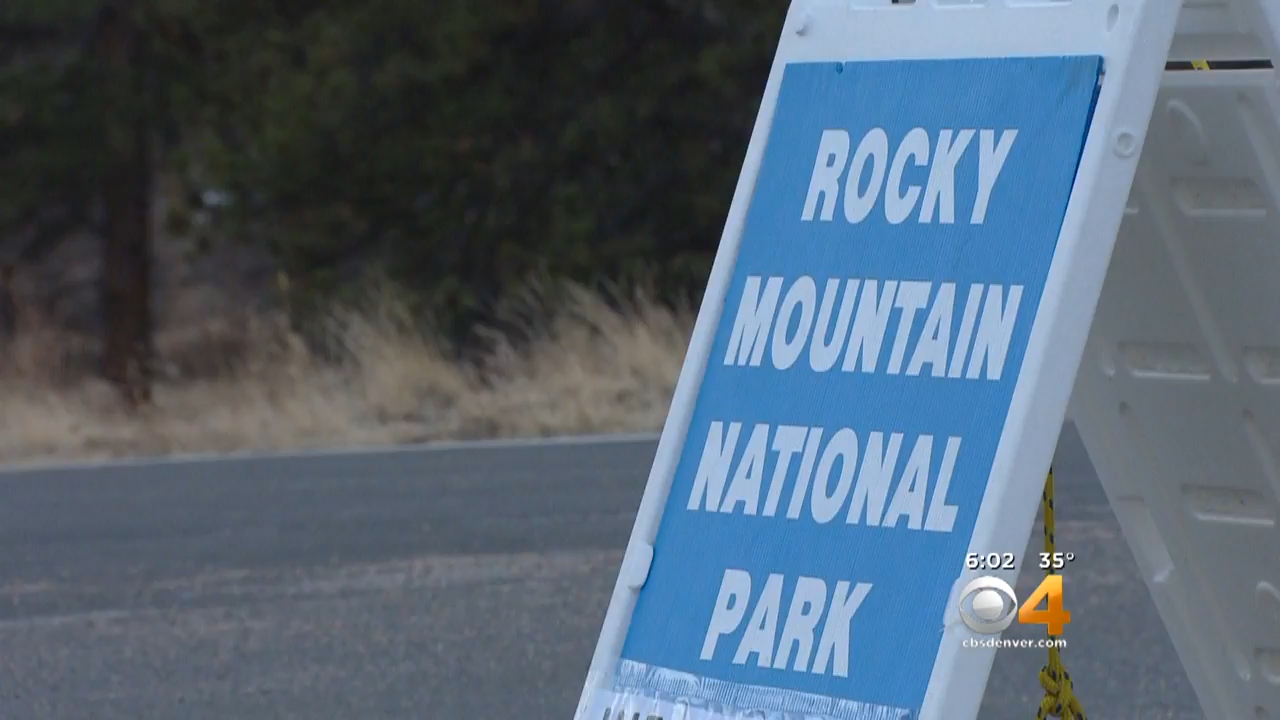 ROCKY
MOUNTAIN
NATIONAL
PARK
6:02 35°
4
cbsdenver.com